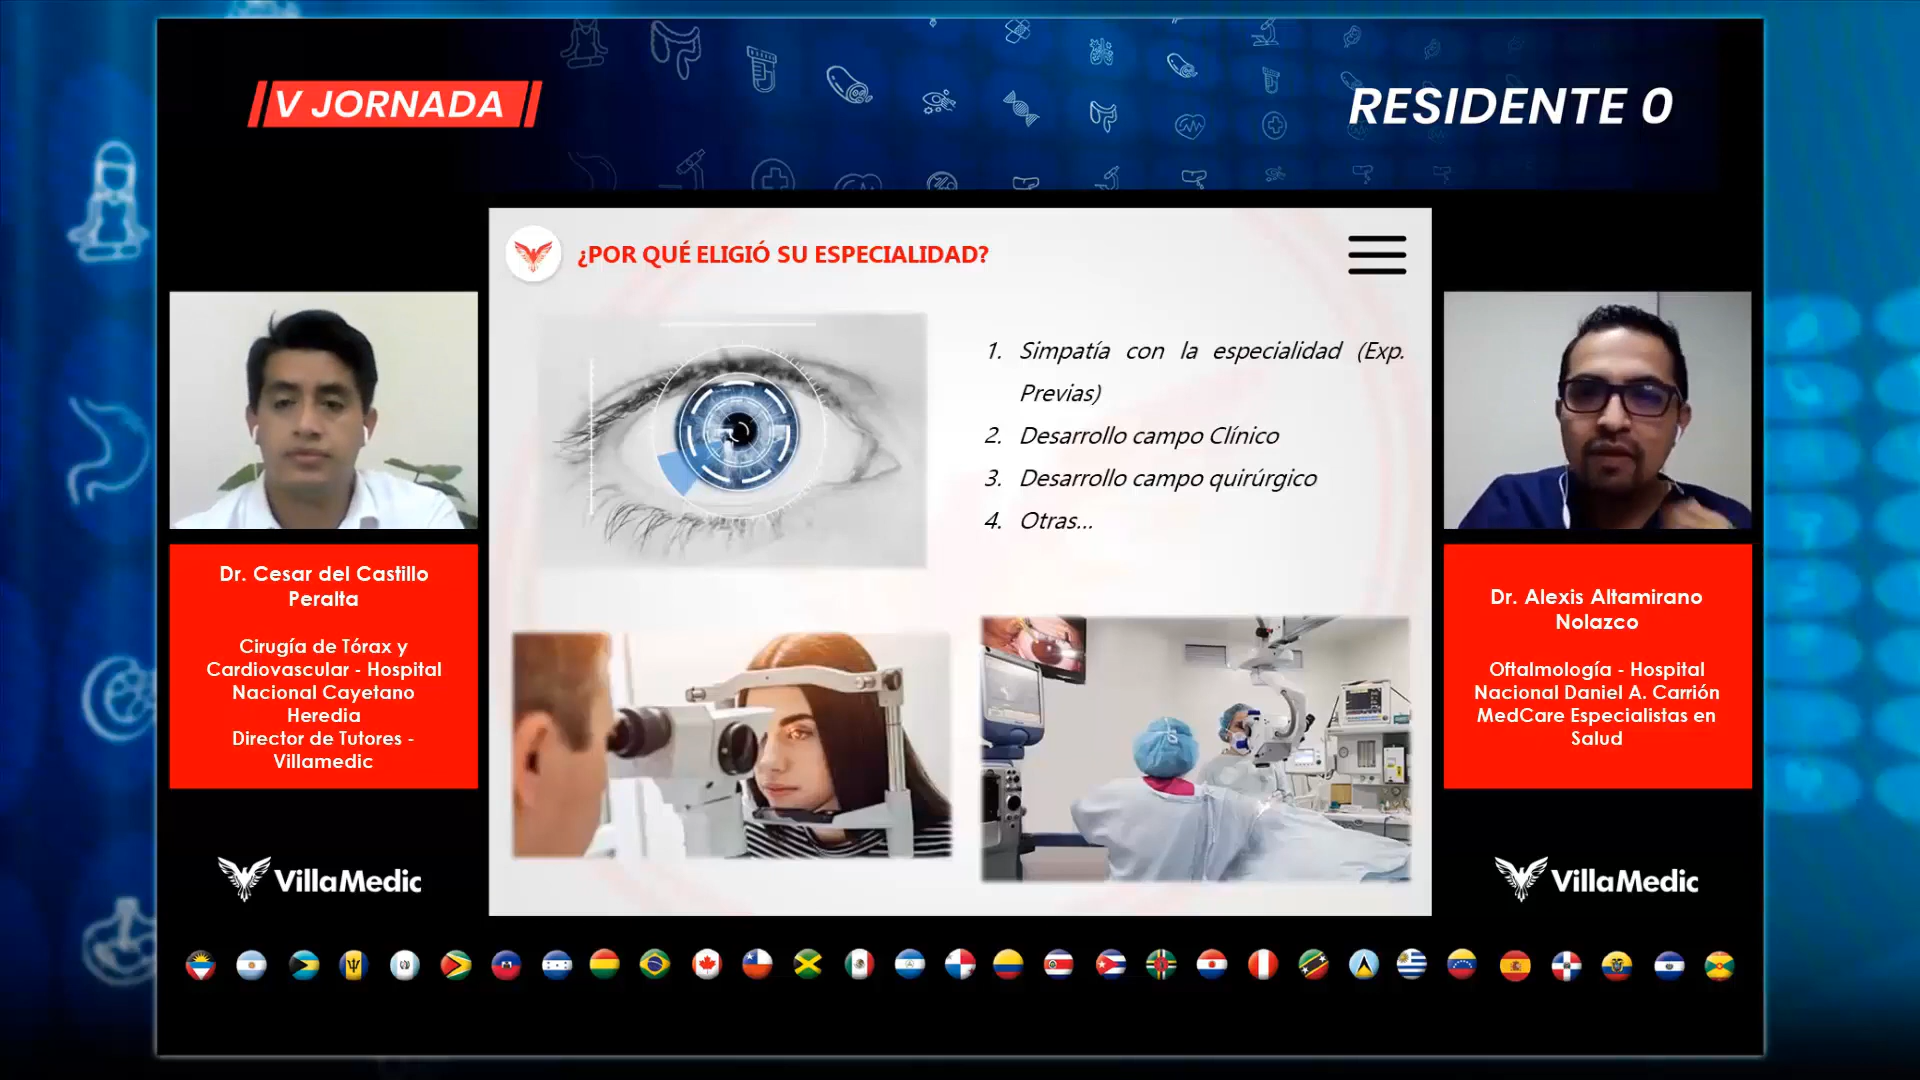 V JORNADA
RESIDENTE 0
¿POR QUÉ ELIGIÓ SU ESPECIALIDAD?
1. Simpatía con la especialidad (Exp.
Previas)
2. Desarrollo campo Clínico
3. Desarrollo campo quirúrgico
4. Otras...
Dr. Cesar del Castillo
Peralta
Cirugía de Tórax y
Cardiovascular - Hospital
Nacional Cayetano
Heredia
Director de Tutores -
Villamedic
Dr. Alexis Altamirano
Nolazco
Oftalmología - Hospital
Nacional Daniel A. Carrión
MedCare Especialistas en
Salud
VillaMedic
VillaMedic